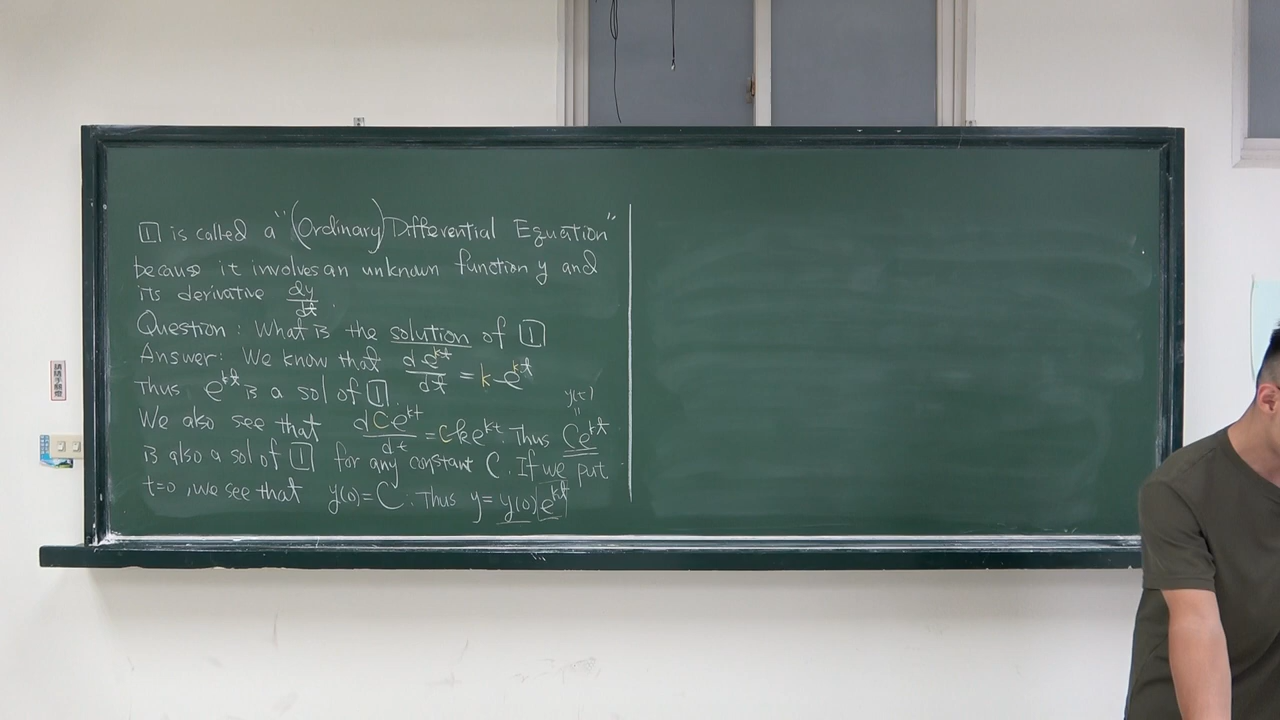 1 is called a "(Ordinary) Differential Equation"
because it involves an unknown function y and
its derivative dy/dt.
Question: What is the solution of 1
Answer: We know that de^kt/dt = k e^kt
Thus e^kt is a sol of 1.
y(t)
"
We also see that dCe^kt/dt = Cke^kt. Thus Ce^kt
is also a sol of 1 for any constant C. If we put
t=0, we see that y(0)=C. Thus y= y(0)e^kt